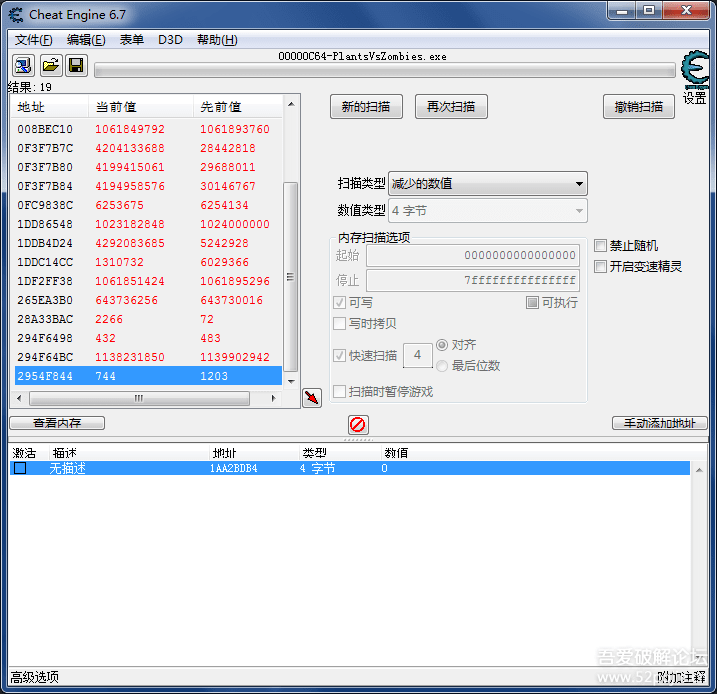 Cheat Engine 6.7
文件(F) 编辑(E) 表单 D3D 帮助(H)
00000C64-PlantsVsZombies.exe
设置
结果: 19
地址 当前值 先前值
008BEC10 1061849792 1061893760
0F3F7B7C 4204133688 28442818
0F3F7B80 4199415061 29688011
0F3F7B84 4194958576 30146767
0FC9838C 6253675 6254134
1DD86548 1023182848 1024000000
1DDB4D24 4292083685 5242928
1DDC14CC 1310732 6029366
1DF2FF38 1061851424 1061895296
265EA3B0 643736256 643730016
28A33BAC 2266 72
294F6498 432 483
294F64BC 1138231850 1139902942
2954F844 744 1203
新的扫描 再次扫描 撤销扫描
扫描类型 减少的数值
数值类型 4 字节
内存扫描选项
起始 0000000000000000
停止 7fffffffffffffff
可写 可执行
写时拷贝
快速扫描 4 对齐
最后位数
扫描时暂停游戏
禁止随机
开启变速精灵
查看内存 手动添加地址
激活 描述 地址 类型 数值
无描述 1AA2BDB4 4 字节 0
高级选项 附加注释
吾爱破解论坛